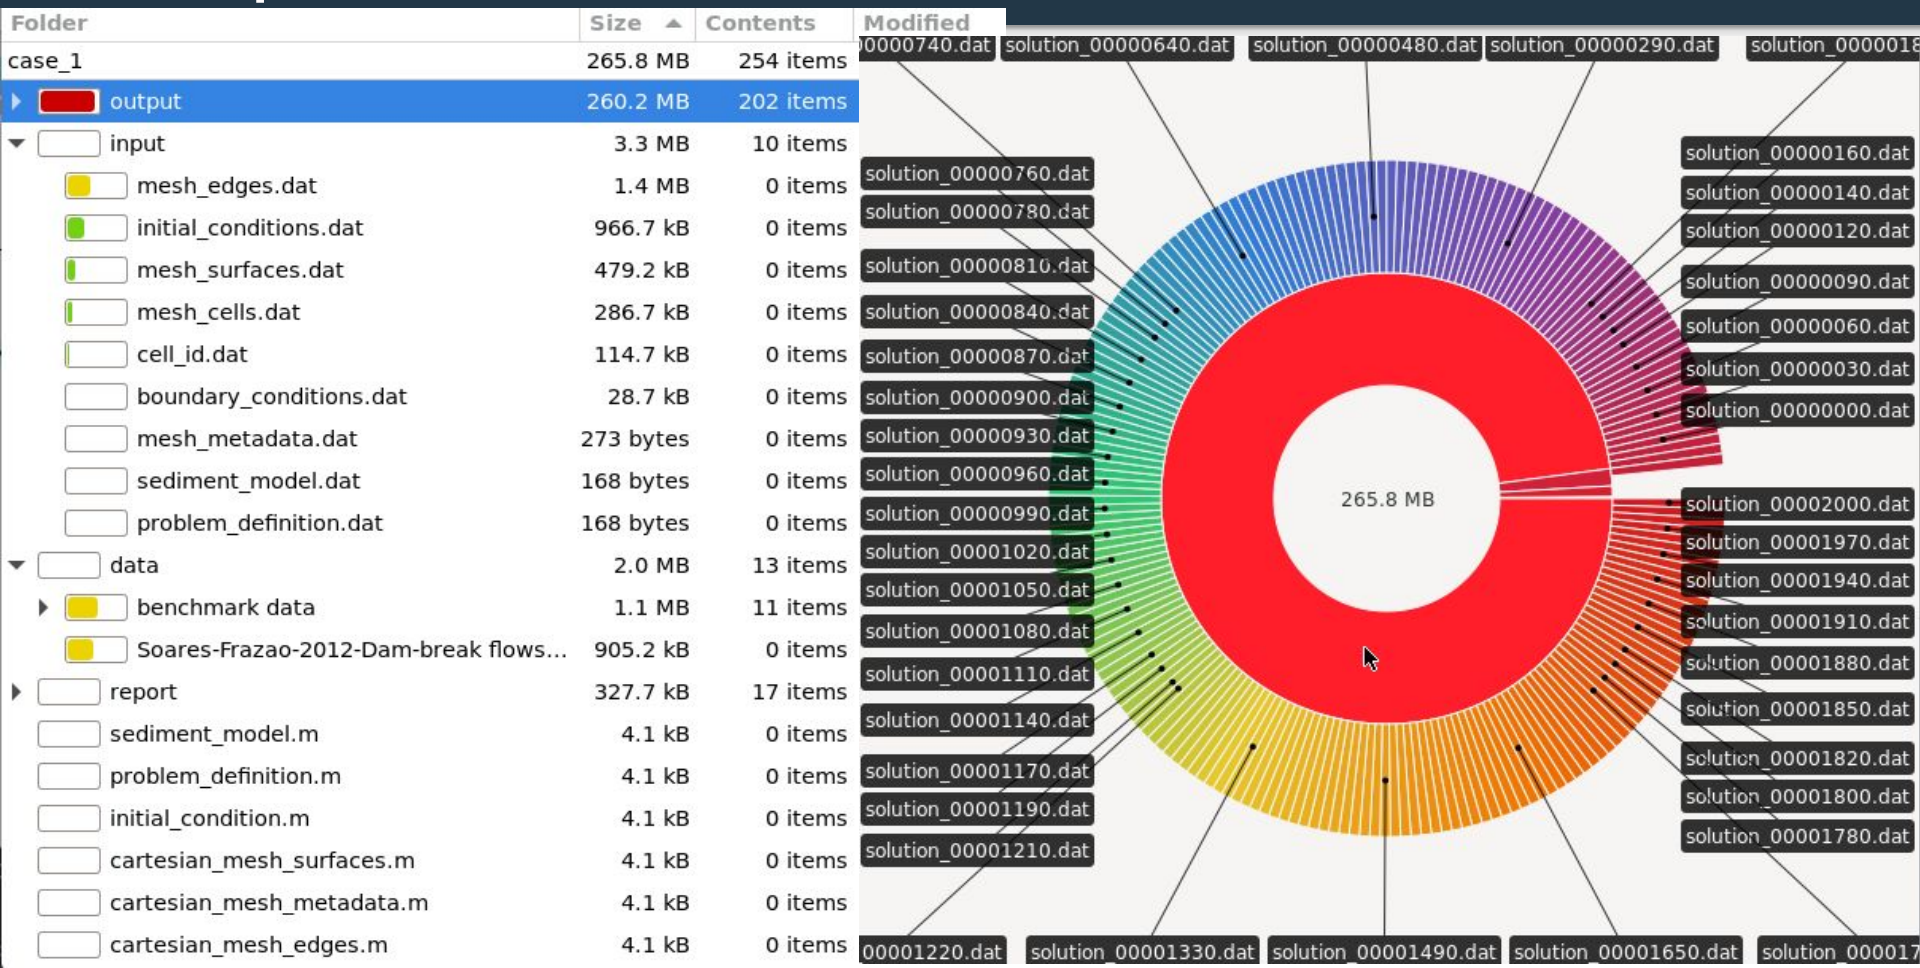 Folder Size Contents Modified
case_1 265.8 MB 254 items
output 260.2 MB 202 items
input 3.3 MB 10 items
mesh_edges.dat 1.4 MB 0 items
initial_conditions.dat 966.7 kB 0 items
mesh_surfaces.dat 479.2 kB 0 items
mesh_cells.dat 286.7 kB 0 items
cell_id.dat 114.7 kB 0 items
boundary_conditions.dat 28.7 kB 0 items
mesh_metadata.dat 273 bytes 0 items
sediment_model.dat 168 bytes 0 items
problem_definition.dat 168 bytes 0 items
data 2.0 MB 13 items
benchmark data 1.1 MB 11 items
Soares-Frazao-2012-Dam-break flows... 905.2 kB 0 items
report 327.7 kB 17 items
sediment_model.m 4.1 kB 0 items
problem_definition.m 4.1 kB 0 items
initial_condition.m 4.1 kB 0 items
cartesian_mesh_surfaces.m 4.1 kB 0 items
cartesian_mesh_metadata.m 4.1 kB 0 items
cartesian_mesh_edges.m 4.1 kB 0 items
00000740.dat solution_00000640.dat solution_00000480.dat solution_00000290.dat solution_0000018
solution_00000760.dat
solution_00000780.dat
solution_00000810.dat
solution_00000840.dat
solution_00000870.dat
solution_00000900.dat
solution_00000930.dat
solution_00000960.dat
solution_00000990.dat
solution_00001020.dat
solution_00001050.dat
solution_00001080.dat
solution_00001110.dat
solution_00001140.dat
solution_00001170.dat
solution_00001190.dat
solution_00001210.dat
265.8 MB
solution_00000160.dat
solution_00000140.dat
solution_00000120.dat
solution_00000090.dat
solution_00000060.dat
solution_00000030.dat
solution_00000000.dat
solution_00002000.dat
solution_00001970.dat
solution_00001940.dat
solution_00001910.dat
solution_00001880.dat
solution_00001850.dat
solution_00001820.dat
solution_00001800.dat
solution_00001780.dat
00001220.dat solution_00001330.dat solution_00001490.dat solution_00001650.dat solution_000017